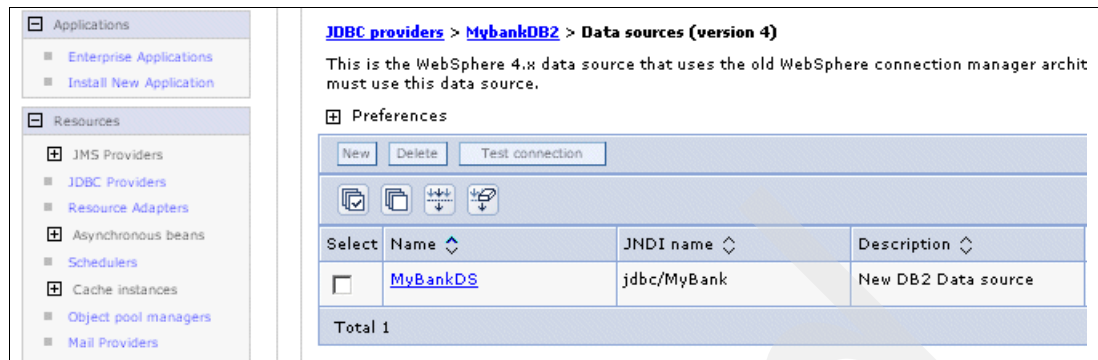 Applications
Enterprise Applications
Install New Application
Resources
JMS Providers
JDBC Providers
Resource Adapters
Asynchronous beans
Schedulers
Cache instances
Object pool managers
Mail Providers
JDBC providers > MybankDB2 > Data sources (version 4)
This is the WebSphere 4.x data source that uses the old WebSphere connection manager archit
must use this data source.
Preferences
New Delete Test connection
Select Name JNDI name Description
MyBankDS jdbc/MyBank New DB2 Data source
Total 1